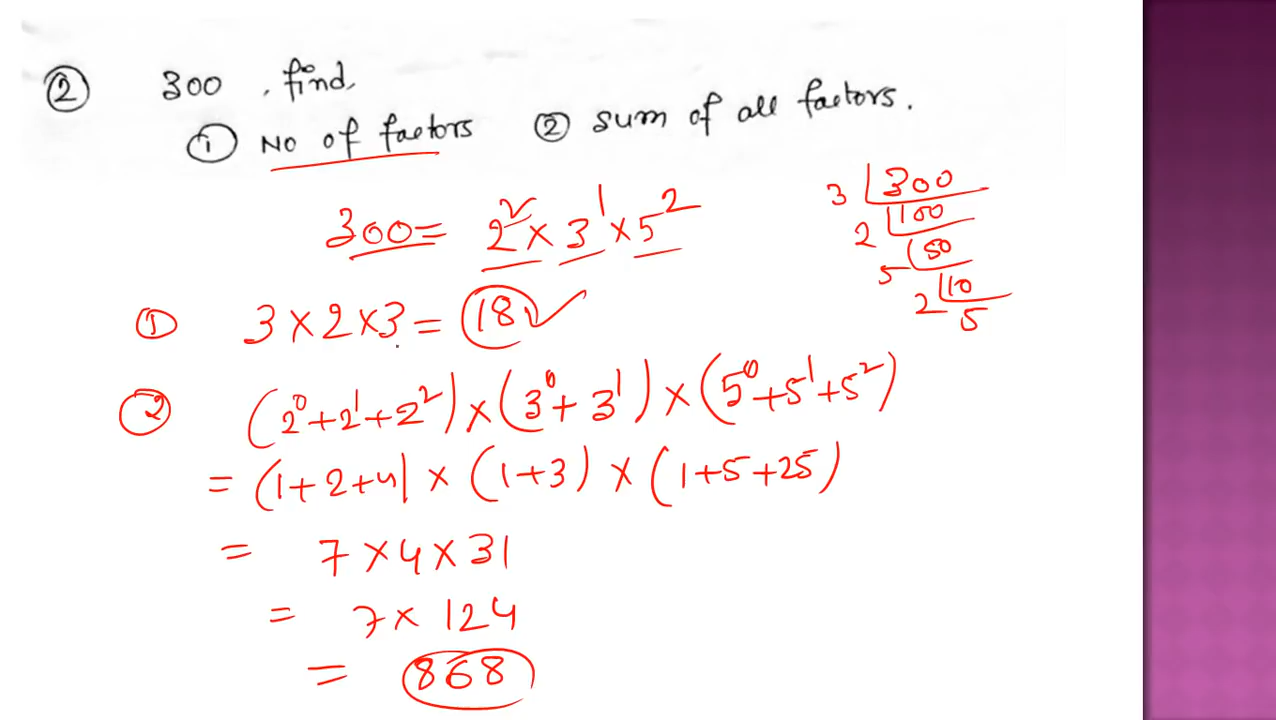 ② 300 , find,
① No of factors ② sum of all factors.
300 = 2² × 3¹ × 5²
3 | 300
2 | 100
5 | 50
2 | 10
5
① 3 × 2 × 3 = 18 ✓
② (2⁰ + 2¹ + 2²) × (3⁰ + 3¹) × (5⁰ + 5¹ + 5²)
= (1 + 2 + 4) × (1 + 3) × (1 + 5 + 25)
= 7 × 4 × 31
= 7 × 124
= 868